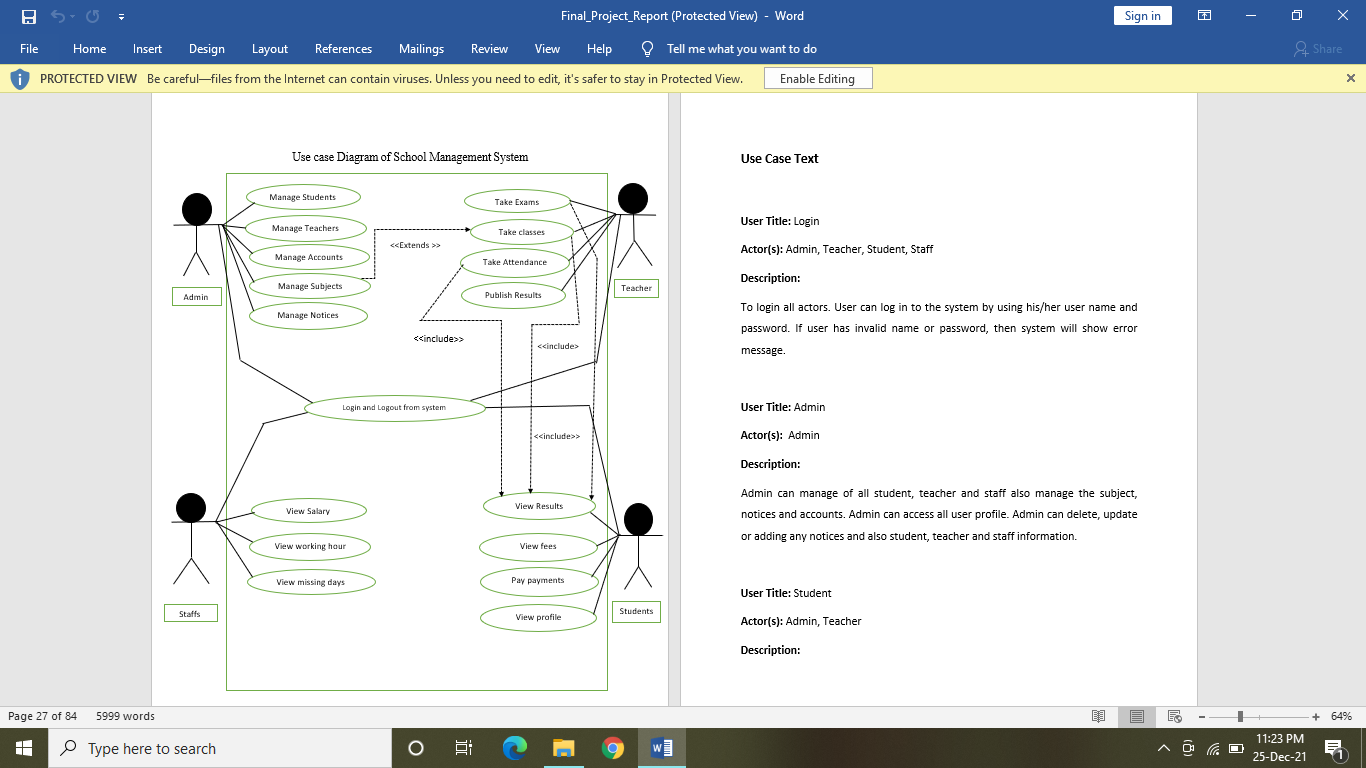 Final_Project_Report (Protected View) - Word
Sign in
File Home Insert Design Layout References Mailings Review View Help Tell me what you want to do Share
PROTECTED VIEW Be careful—files from the Internet can contain viruses. Unless you need to edit, it's safer to stay in Protected View. Enable Editing
Use case Diagram of School Management System
Manage Students
Manage Teachers
Manage Accounts
Manage Subjects
Manage Notices
Admin
<<Extends >>
Take Exams
Take classes
Take Attendance
Publish Results
Teacher
<<include>>
<<include>
Login and Logout from system
<<include>>
View Salary
View working hour
View missing days
Staffs
View Results
View fees
Pay payments
View profile
Students
Use Case Text
User Title: Login
Actor(s): Admin, Teacher, Student, Staff
Description:
To login all actors. User can log in to the system by using his/her user name and
password. If user has invalid name or password, then system will show error
message.
User Title: Admin
Actor(s): Admin
Description:
Admin can manage of all student, teacher and staff also manage the subject,
notices and accounts. Admin can access all user profile. Admin can delete, update
or adding any notices and also student, teacher and staff information.
User Title: Student
Actor(s): Admin, Teacher
Description:
Page 27 of 84 5999 words
64%
Type here to search
11:23 PM
25-Dec-21
1